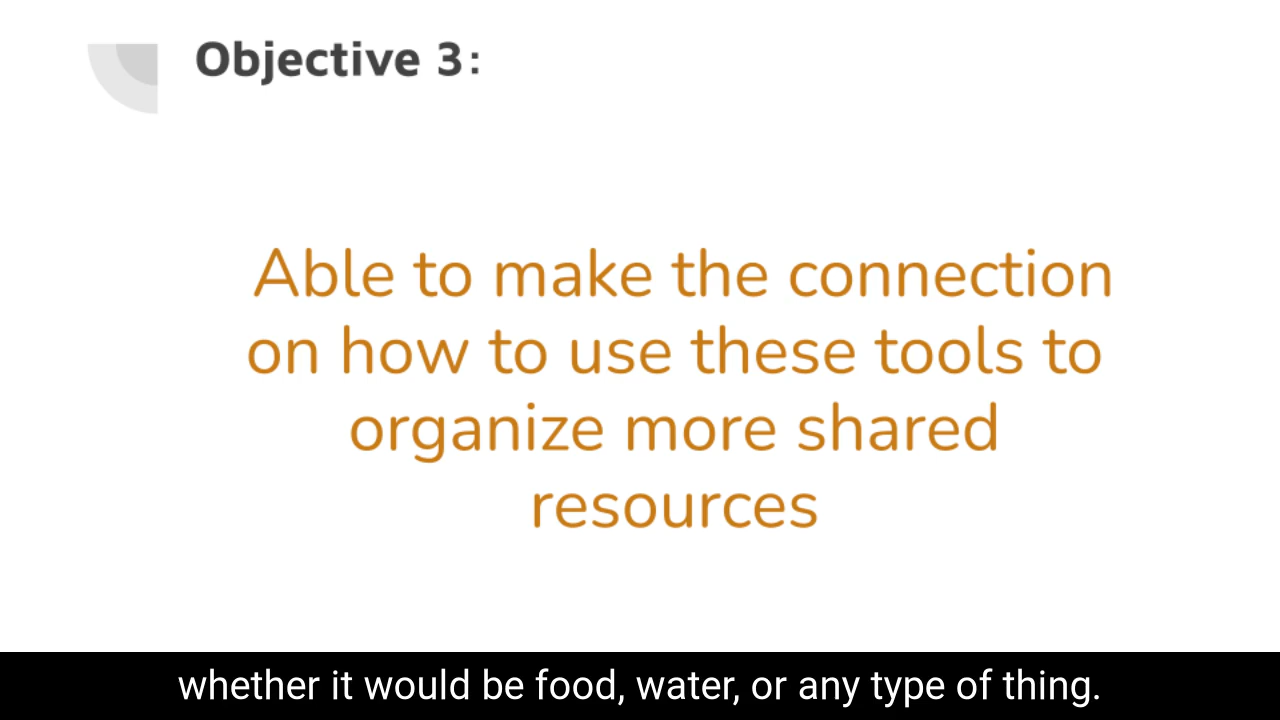 Objective 3:
Able to make the connection
on how to use these tools to
organize more shared
resources
whether it would be food, water, or any type of thing.